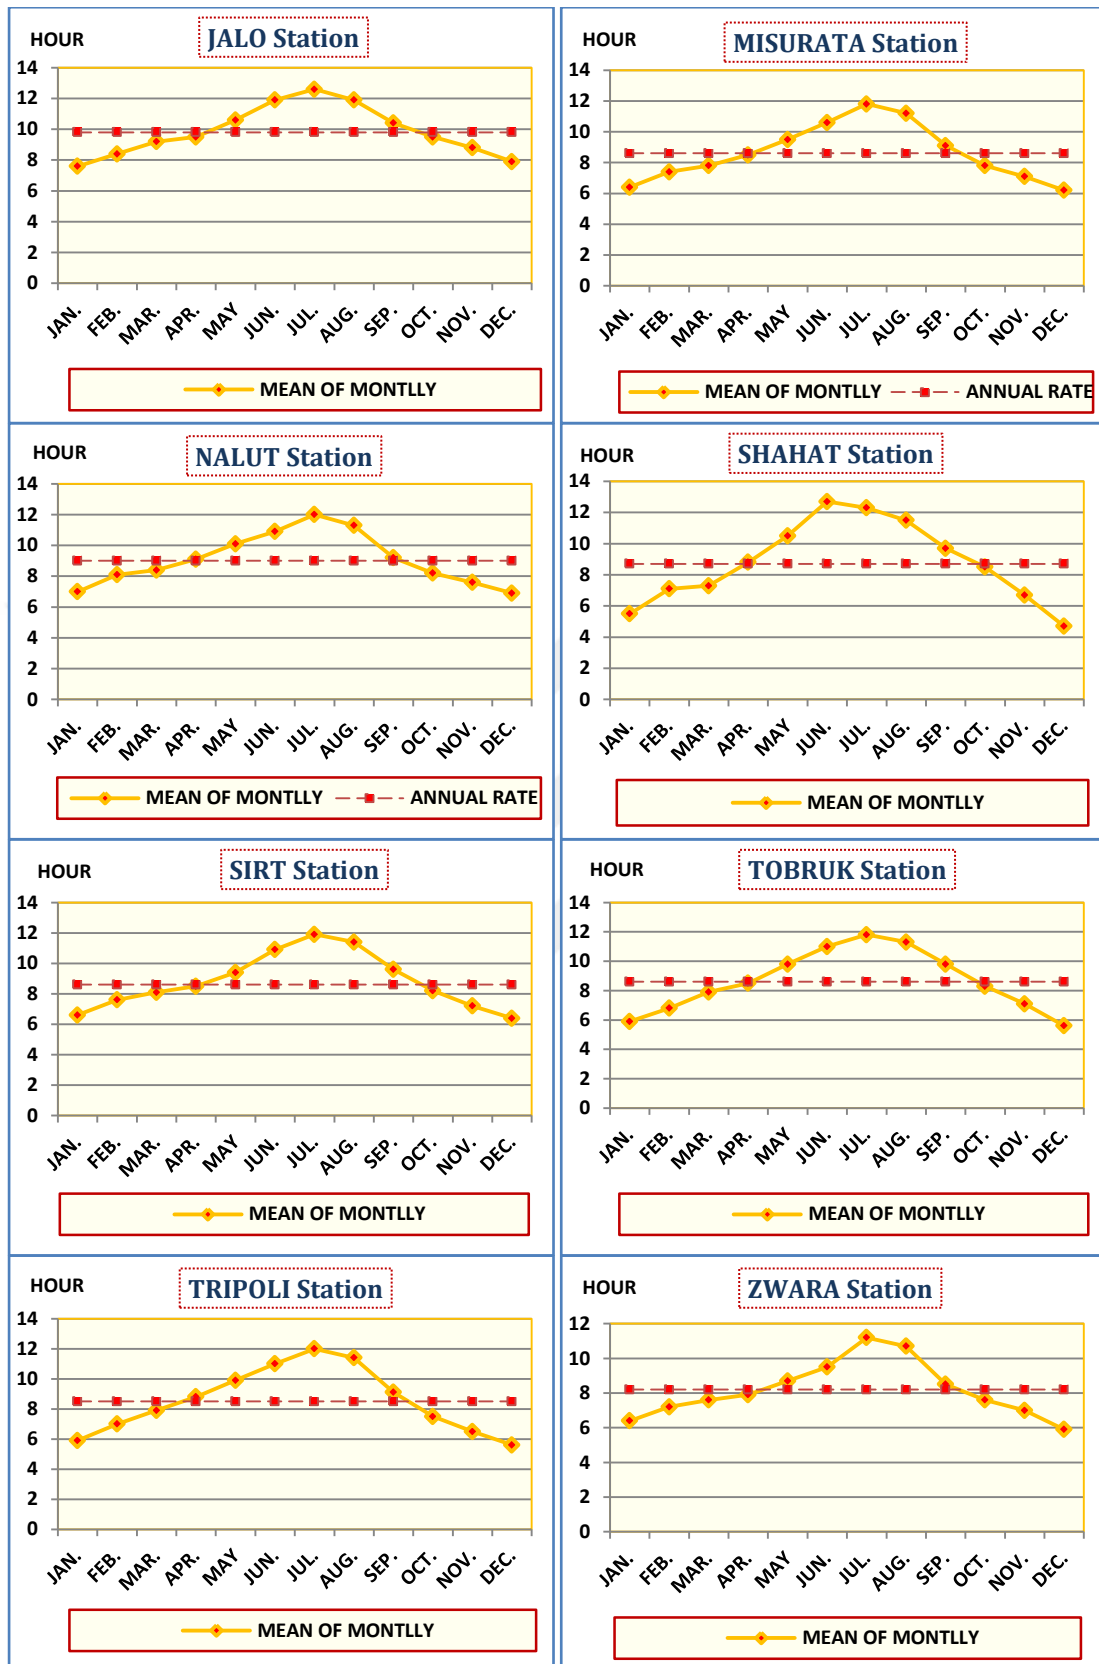 HOUR
JALO Station
14
12
10
8
6
4
2
0
JAN. FEB. MAR. APR. MAY JUN. JUL. AUG. SEP. OCT. NOV. DEC.
MEAN OF MONTLLY
HOUR
MISURATA Station
14
12
10
8
6
4
2
0
JAN. FEB. MAR. APR. MAY JUN. JUL. AUG. SEP. OCT. NOV. DEC.
MEAN OF MONTLLY ANNUAL RATE
HOUR
NALUT Station
14
12
10
8
6
4
2
0
JAN. FEB. MAR. APR. MAY JUN. JUL. AUG. SEP. OCT. NOV. DEC.
MEAN OF MONTLLY ANNUAL RATE
HOUR
SHAHAT Station
14
12
10
8
6
4
2
0
JAN. FEB. MAR. APR. MAY JUN. JUL. AUG. SEP. OCT. NOV. DEC.
MEAN OF MONTLLY
HOUR
SIRT Station
14
12
10
8
6
4
2
0
JAN. FEB. MAR. APR. MAY JUN. JUL. AUG. SEP. OCT. NOV. DEC.
MEAN OF MONTLLY
HOUR
TOBRUK Station
14
12
10
8
6
4
2
0
JAN. FEB. MAR. APR. MAY JUN. JUL. AUG. SEP. OCT. NOV. DEC.
MEAN OF MONTLLY
HOUR
TRIPOLI Station
14
12
10
8
6
4
2
0
JAN. FEB. MAR. APR. MAY JUN. JUL. AUG. SEP. OCT. NOV. DEC.
MEAN OF MONTLLY
HOUR
ZWARA Station
12
10
8
6
4
2
0
JAN. FEB. MAR. APR. MAY JUN. JUL. AUG. SEP. OCT. NOV. DEC.
MEAN OF MONTLLY